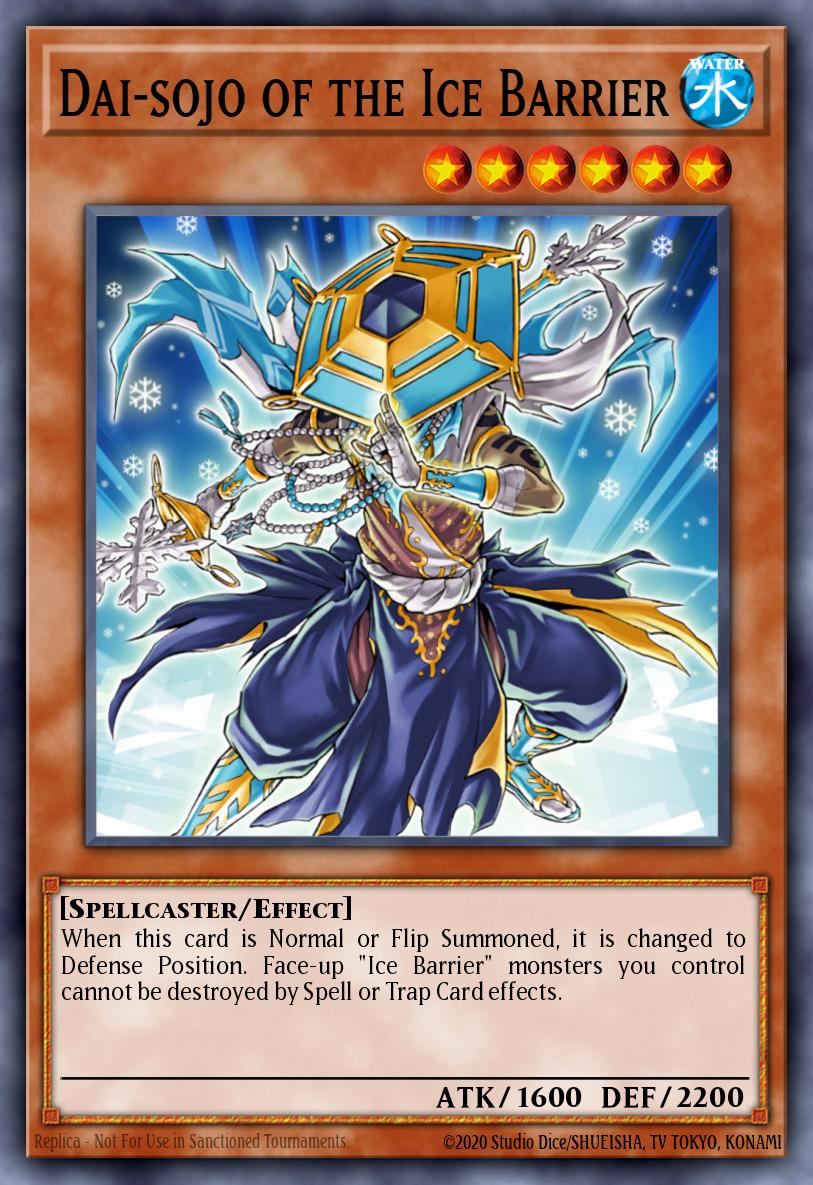 Dai-sojo of the Ice Barrier
WATER
水
[Spellcaster/Effect]
When this card is Normal or Flip Summoned, it is changed to
Defense Position. Face-up "Ice Barrier" monsters you control
cannot be destroyed by Spell or Trap Card effects.
ATK/1600 DEF/2200
Replica - Not For Use in Sanctioned Tournaments.
©2020 Studio Dice/SHUEISHA, TV TOKYO, KONAMI